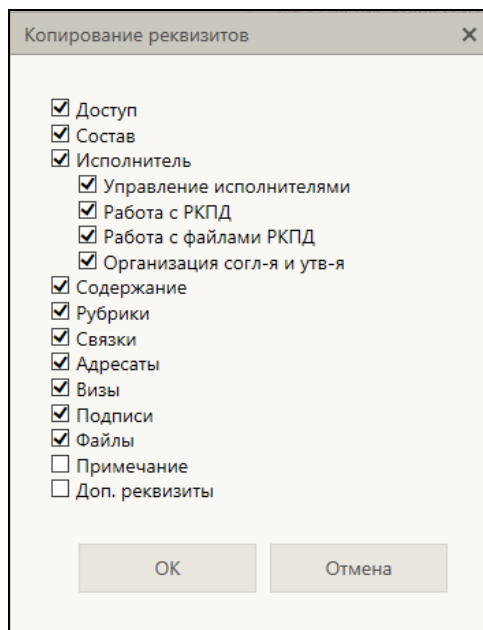 Копирование реквизитов
Доступ
Состав
Исполнитель
Управление исполнителями
Работа с РКПД
Работа с файлами РКПД
Организация согл-я и утв-я
Содержание
Рубрики
Связки
Адресаты
Визы
Подписи
Файлы
Примечание
Доп. реквизиты
ОК Отмена